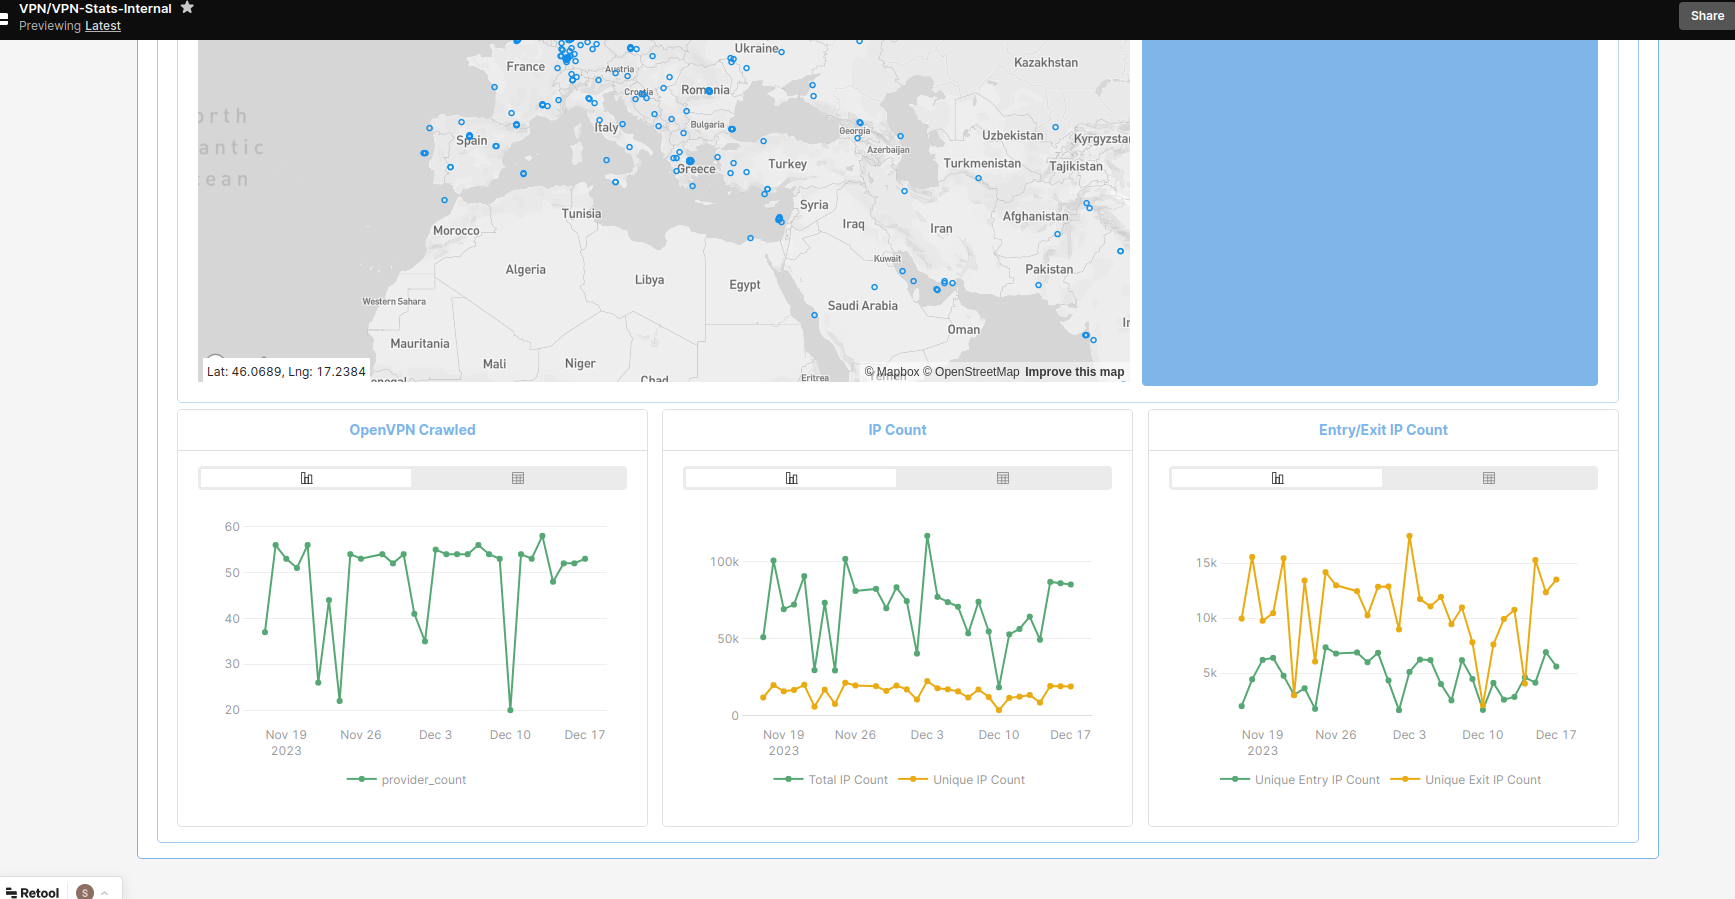 VPN/VPN-Stats-Internal
Previewing Latest
Share
Ukraine
Kazakhstan
France
Austria
Croatia
Romania
orth
antic
ean
Italy
Bulgaria
Georgia
Azerbaijan
Uzbekistan
Kyrgyzstan
Spain
Greece
Turkey
Turkmenistan
Tajikistan
Syria
Tunisia
Morocco
Iraq
Iran
Afghanistan
Algeria
Libya
Egypt
Kuwait
Pakistan
Western Sahara
Saudi Arabia
Oman
Mauritania
Mali
Niger
Chad
Eritrea
Yemen
Lat: 46.0689, Lng: 17.2384
© Mapbox © OpenStreetMap Improve this map
OpenVPN Crawled
60
50
40
30
20
Nov 19
2023
Nov 26
Dec 3
Dec 10
Dec 17
provider_count
IP Count
100k
50k
0
Nov 19
2023
Nov 26
Dec 3
Dec 10
Dec 17
Total IP Count
Unique IP Count
Entry/Exit IP Count
15k
10k
5k
Nov 19
2023
Nov 26
Dec 3
Dec 10
Dec 17
Unique Entry IP Count
Unique Exit IP Count
Retool
S